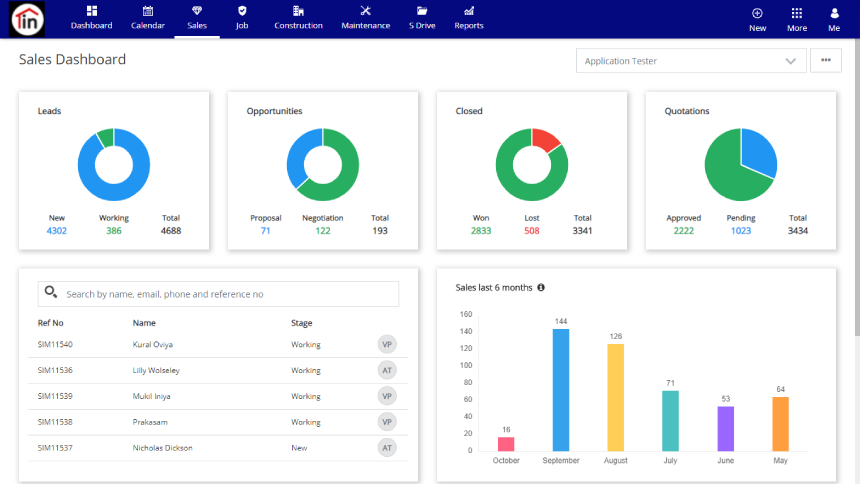 in
Dashboard Calendar Sales Job Construction Maintenance S Drive Reports New More Me
Sales Dashboard
Application Tester
Leads
New Working Total
4302 386 4688
Opportunities
Proposal Negotiation Total
71 122 193
Closed
Won Lost Total
2833 508 3341
Quotations
Approved Pending Total
2222 1023 3434
Search by name, email, phone and reference no
Ref No Name Stage
SIM11540 Kural Oviya Working VP
SIM11536 Lilly Wolseley Working AT
SIM11539 Mukil Iniya Working VP
SIM11538 Prakasam Working VP
SIM11537 Nicholas Dickson New AT
Sales last 6 months
160
140
120
100
80
60
40
20
0
16 144 126 71 53 64
October September August July June May